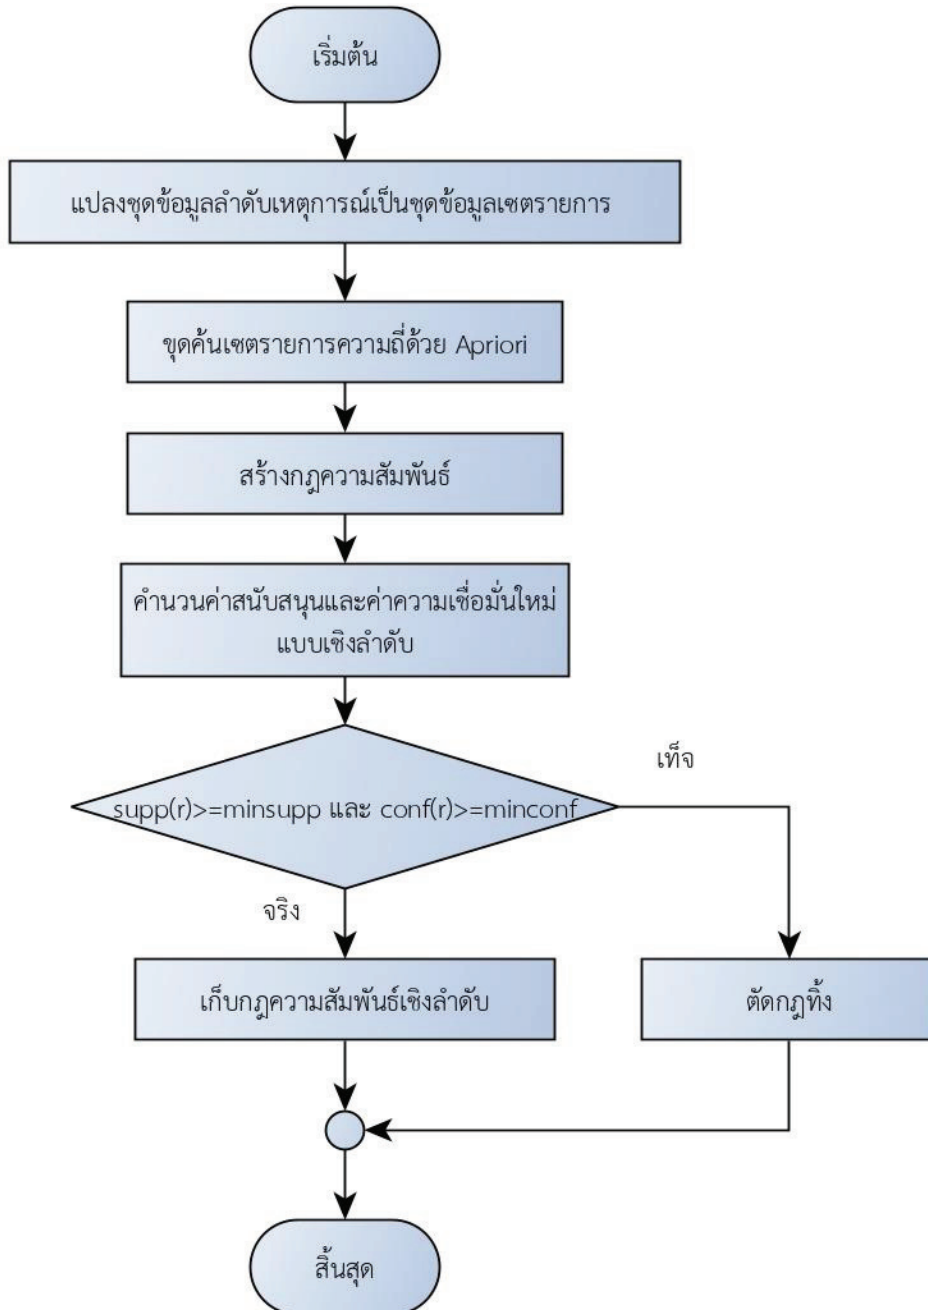 เริ่มต้น
แปลงชุดข้อมูลลำดับเหตุการณ์เป็นชุดข้อมูลเซตรายการ
ขุดค้นเซตรายการความถี่ด้วย Apriori
สร้างกฎความสัมพันธ์
คำนวนค่าสนับสนุนและค่าความเชื่อมั่นใหม่
แบบเชิงลำดับ
เท็จ
supp(r)>=minsupp และ conf(r)>=minconf
จริง
เก็บกฎความสัมพันธ์เชิงลำดับ
ตัดกฎทิ้ง
สิ้นสุด